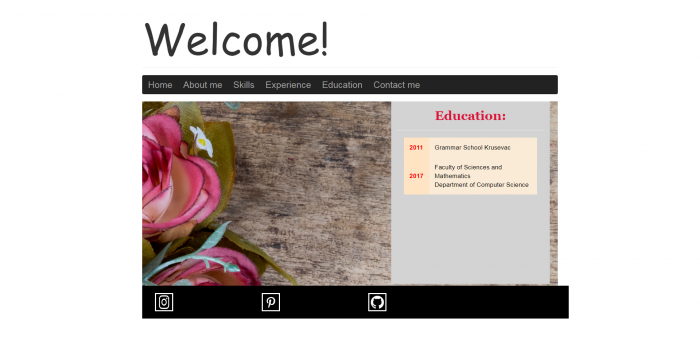 Welcome!
Home About me Skills Experience Education Contact me
Education:
2011 Grammar School Krusevac
Faculty of Sciences and
2017 Mathematics
Department of Computer Science